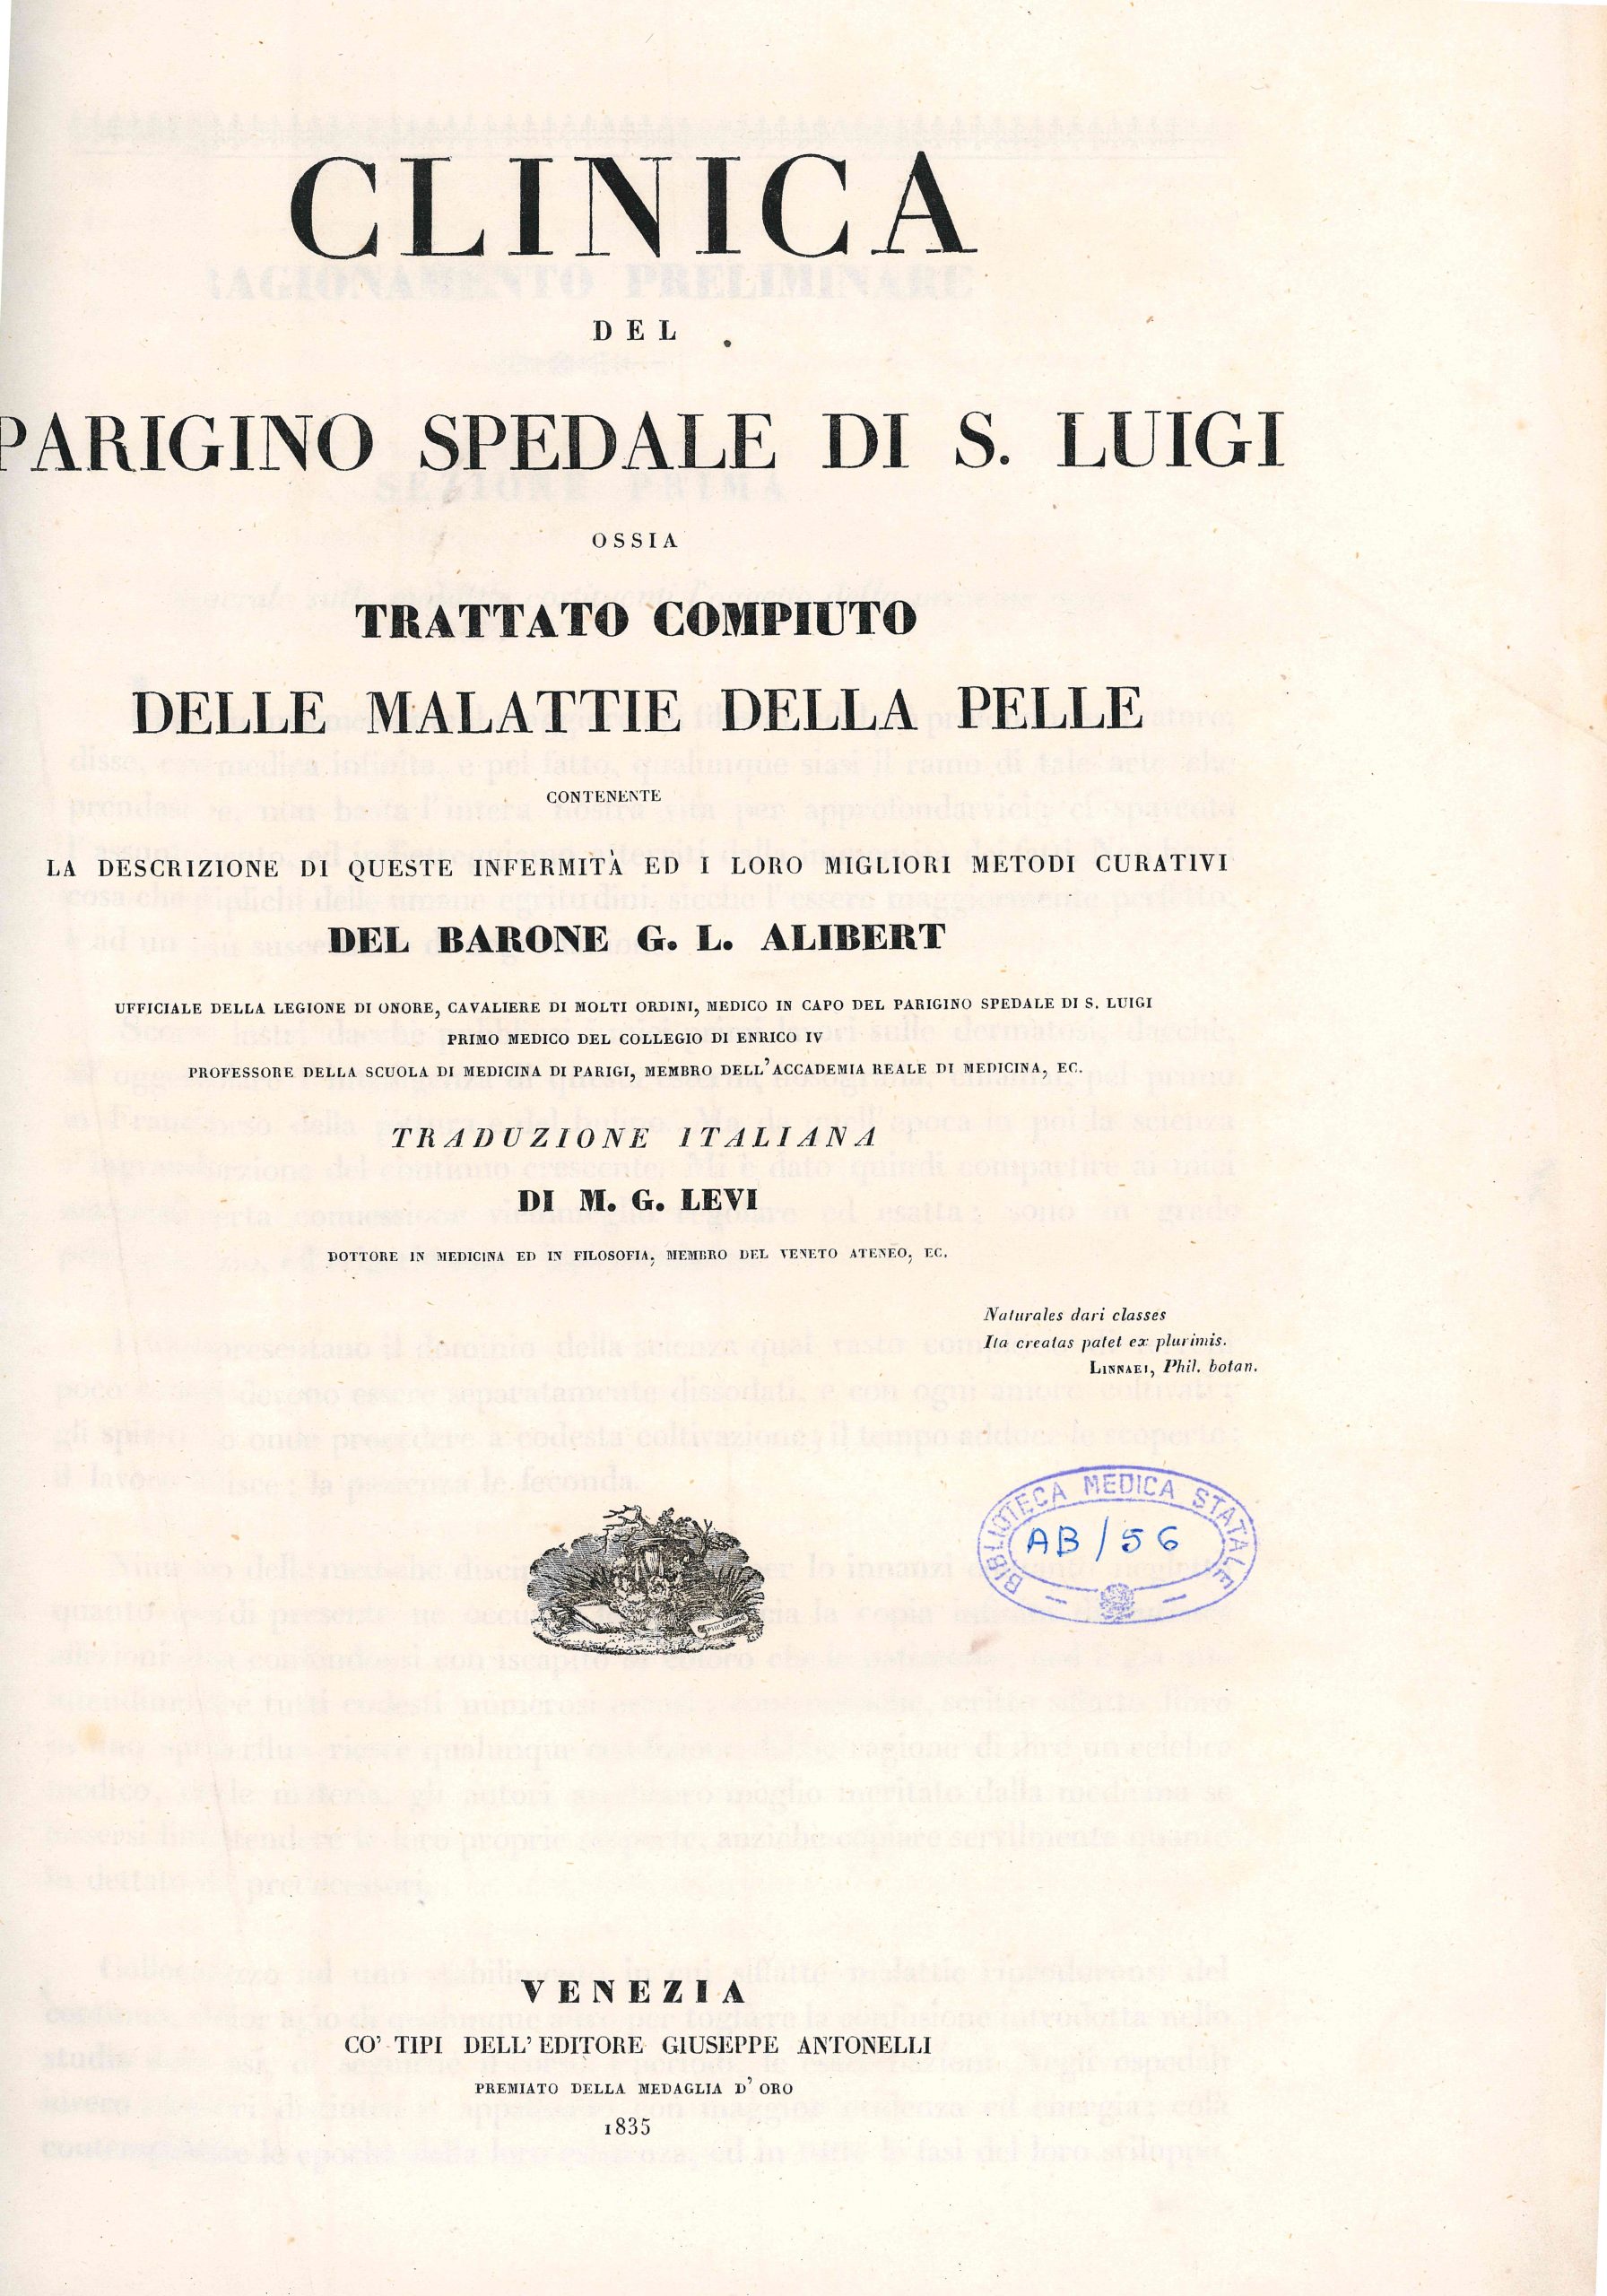 CLINICA
DEL
PARIGINO SPEDALE DI S. LUIGI
OSSIA
TRATTATO COMPIUTO
DELLE MALATTIE DELLA PELLE
CONTENENTE
LA DESCRIZIONE DI QUESTE INFERMITÀ ED I LORO MIGLIORI METODI CURATIVI
DEL BARONE G. L. ALIBERT
UFFICIALE DELLA LEGIONE DI ONORE, CAVALIERE DI MOLTI ORDINI, MEDICO IN CAPO DEL PARIGINO SPEDALE DI S. LUIGI
PRIMO MEDICO DEL COLLEGIO DI ENRICO IV
PROFESSORE DELLA SCUOLA DI MEDICINA DI PARIGI, MEMBRO DELL'ACCADEMIA REALE DI MEDICINA, EC.
TRADUZIONE ITALIANA
DI M. G. LEVI
DOTTORE IN MEDICINA ED IN FILOSOFIA, MEMBRO DEL VENETO ATENEO, EC.
Naturales dari classes
Ita creatas patet ex plurimis.
LINNAEI, Phil. botan.
BIBLIOTECA MEDICA STATALE
AB/56
VENEZIA
CO' TIPI DELL'EDITORE GIUSEPPE ANTONELLI
PREMIATO DELLA MEDAGLIA D'ORO
1835